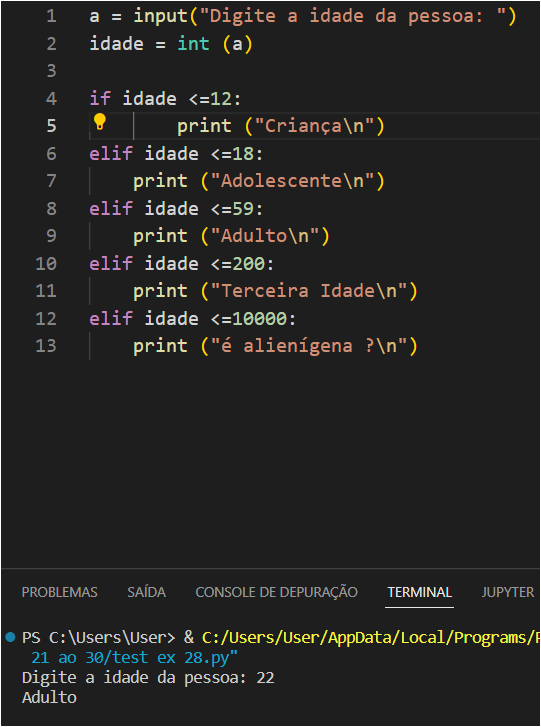 1 a = input("Digite a idade da pessoa: ")
2 idade = int (a)
3
4 if idade <=12:
5 print ("Criança\n")
6 elif idade <=18:
7 print ("Adolescente\n")
8 elif idade <=59:
9 print ("Adulto\n")
10 elif idade <=200:
11 print ("Terceira Idade\n")
12 elif idade <=10000:
13 print ("é alienígena ?\n")
PROBLEMAS SAÍDA CONSOLE DE DEPURAÇÃO TERMINAL JUPYTER
PS C:\Users\User> & C:/Users/User/AppData/Local/Programs/P
21 ao 30/test ex 28.py"
Digite a idade da pessoa: 22
Adulto